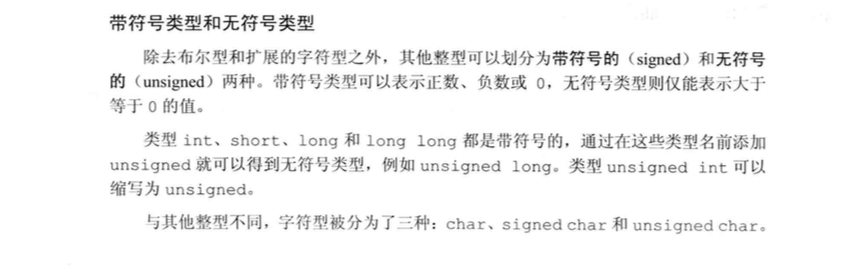 带符号类型和无符号类型
除去布尔型和扩展的字符型之外，其他整型可以划分为带符号的（signed）和无符号
的（unsigned）两种。带符号类型可以表示正数、负数或 0，无符号类型则仅能表示大于
等于 0 的值。
类型 int、short、long 和 long long 都是带符号的，通过在这些类型名前添加
unsigned 就可以得到无符号类型，例如 unsigned long。类型 unsigned int 可以
缩写为 unsigned。
与其他整型不同，字符型被分为了三种：char、signed char 和 unsigned char。